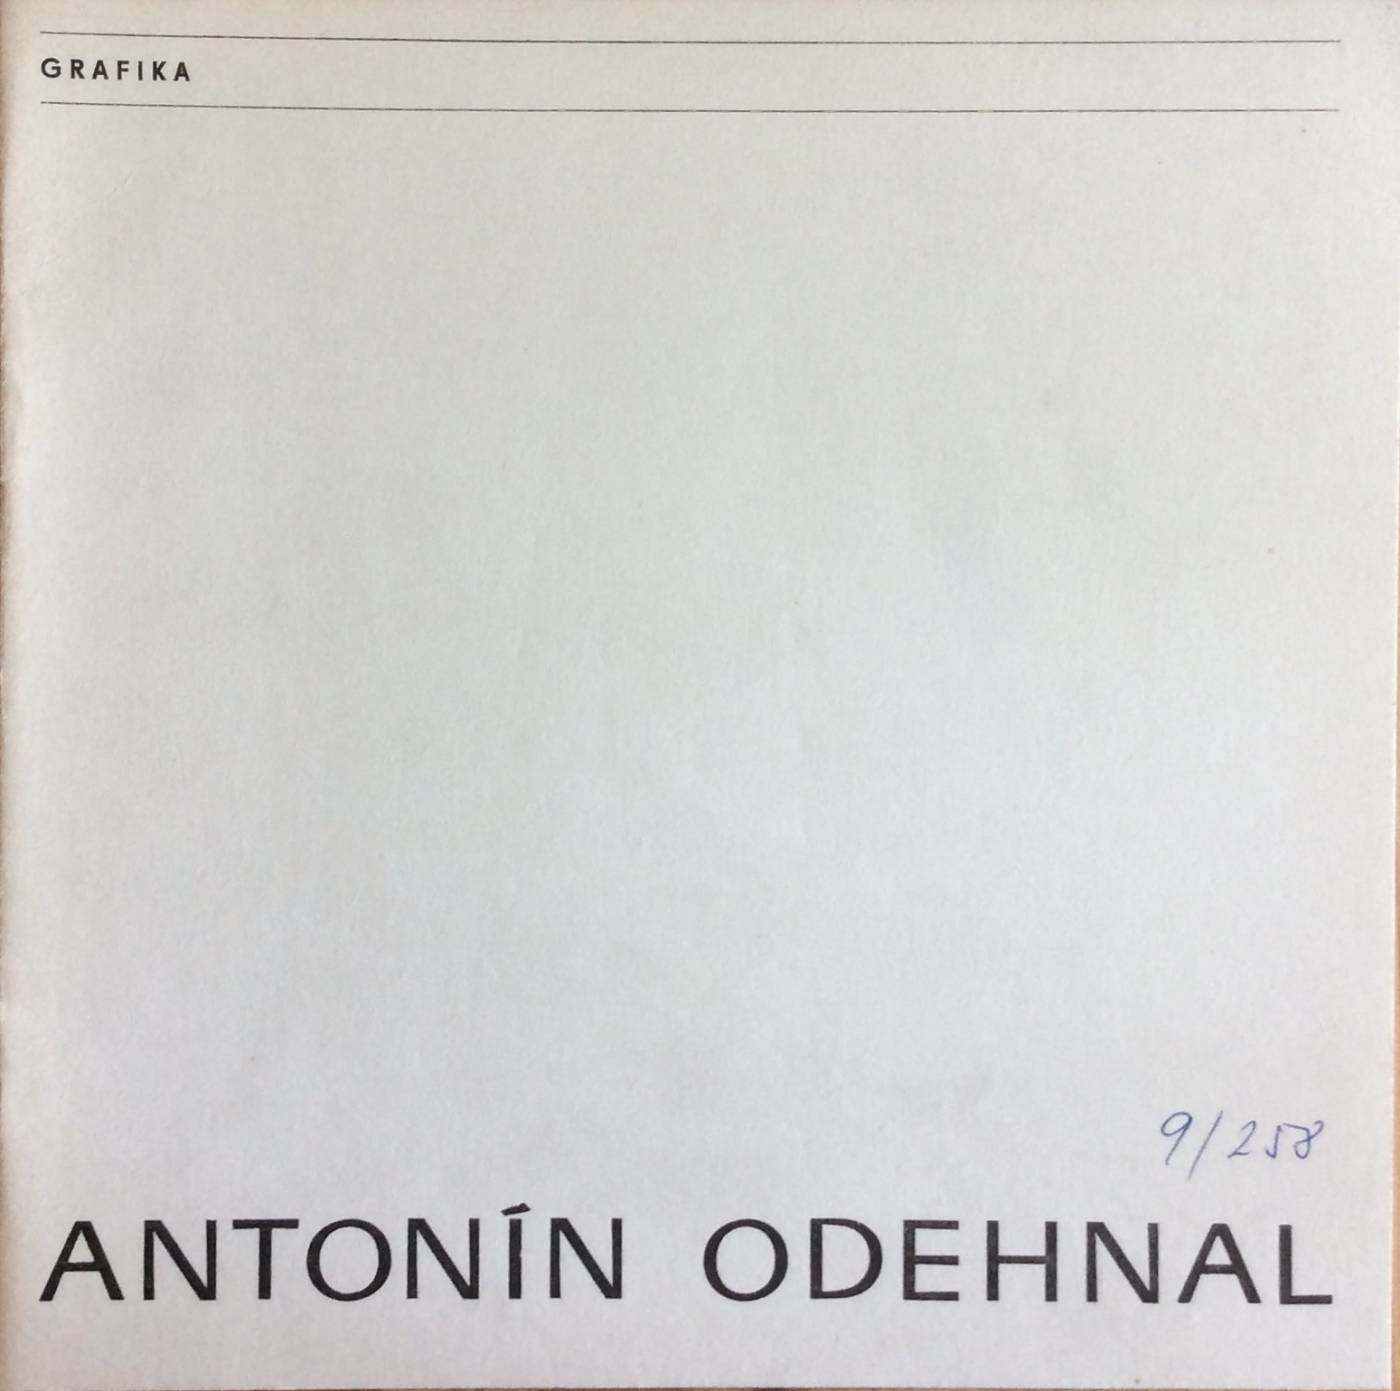 GRAFIKA
9/258
ANTONÍN ODEHNAL